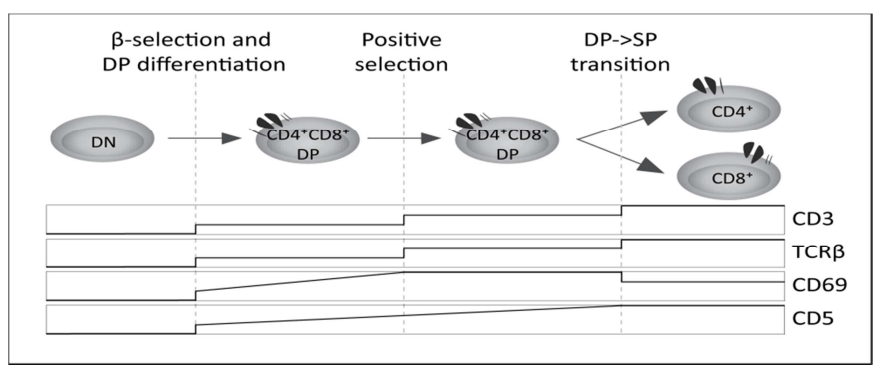 β-selection and
DP differentiation
Positive
selection
DP->SP
transition
DN
CD4⁺CD8⁺
DP
CD4⁺CD8⁺
DP
CD4⁺
CD8⁺
CD3
TCRβ
CD69
CD5